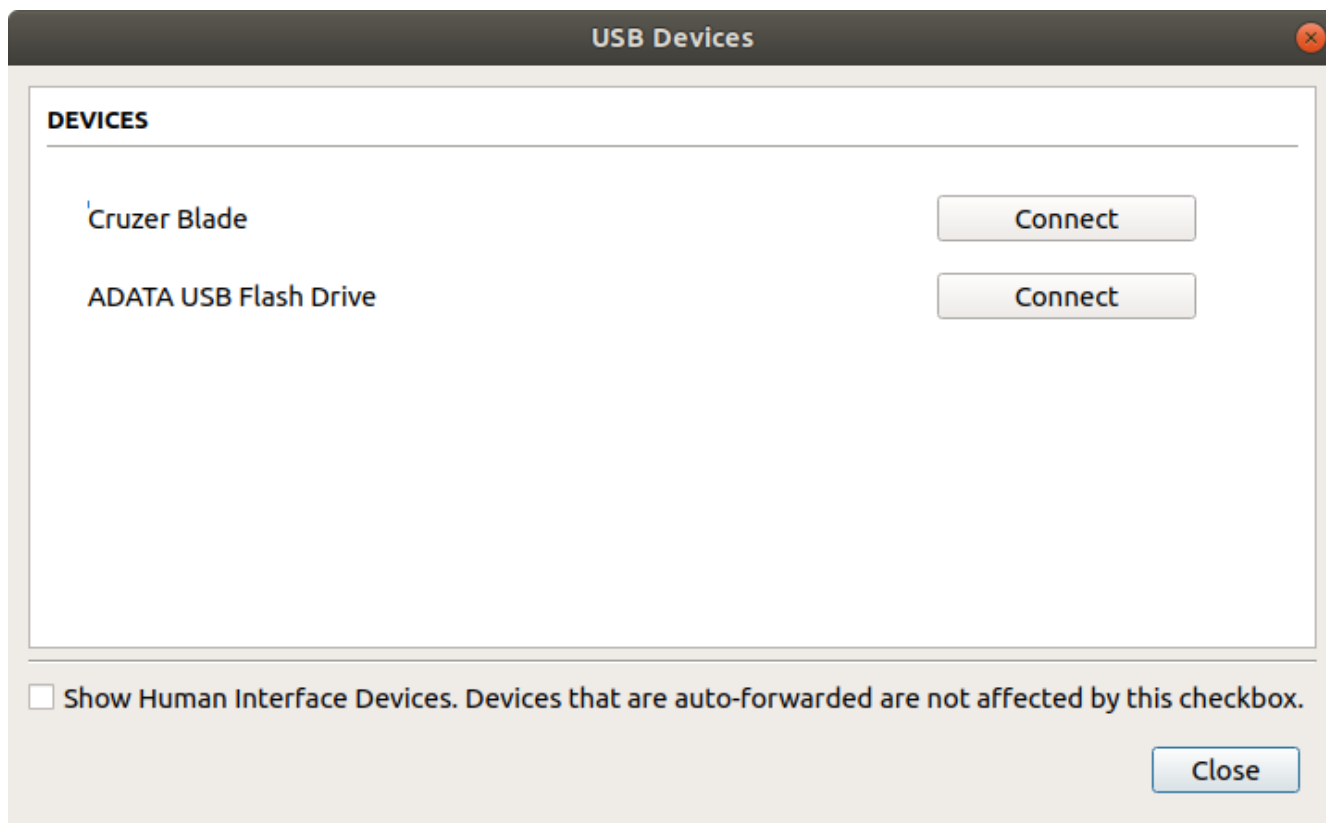 USB Devices
DEVICES
Cruzer Blade
Connect
ADATA USB Flash Drive
Connect
Show Human Interface Devices. Devices that are auto-forwarded are not affected by this checkbox.
Close